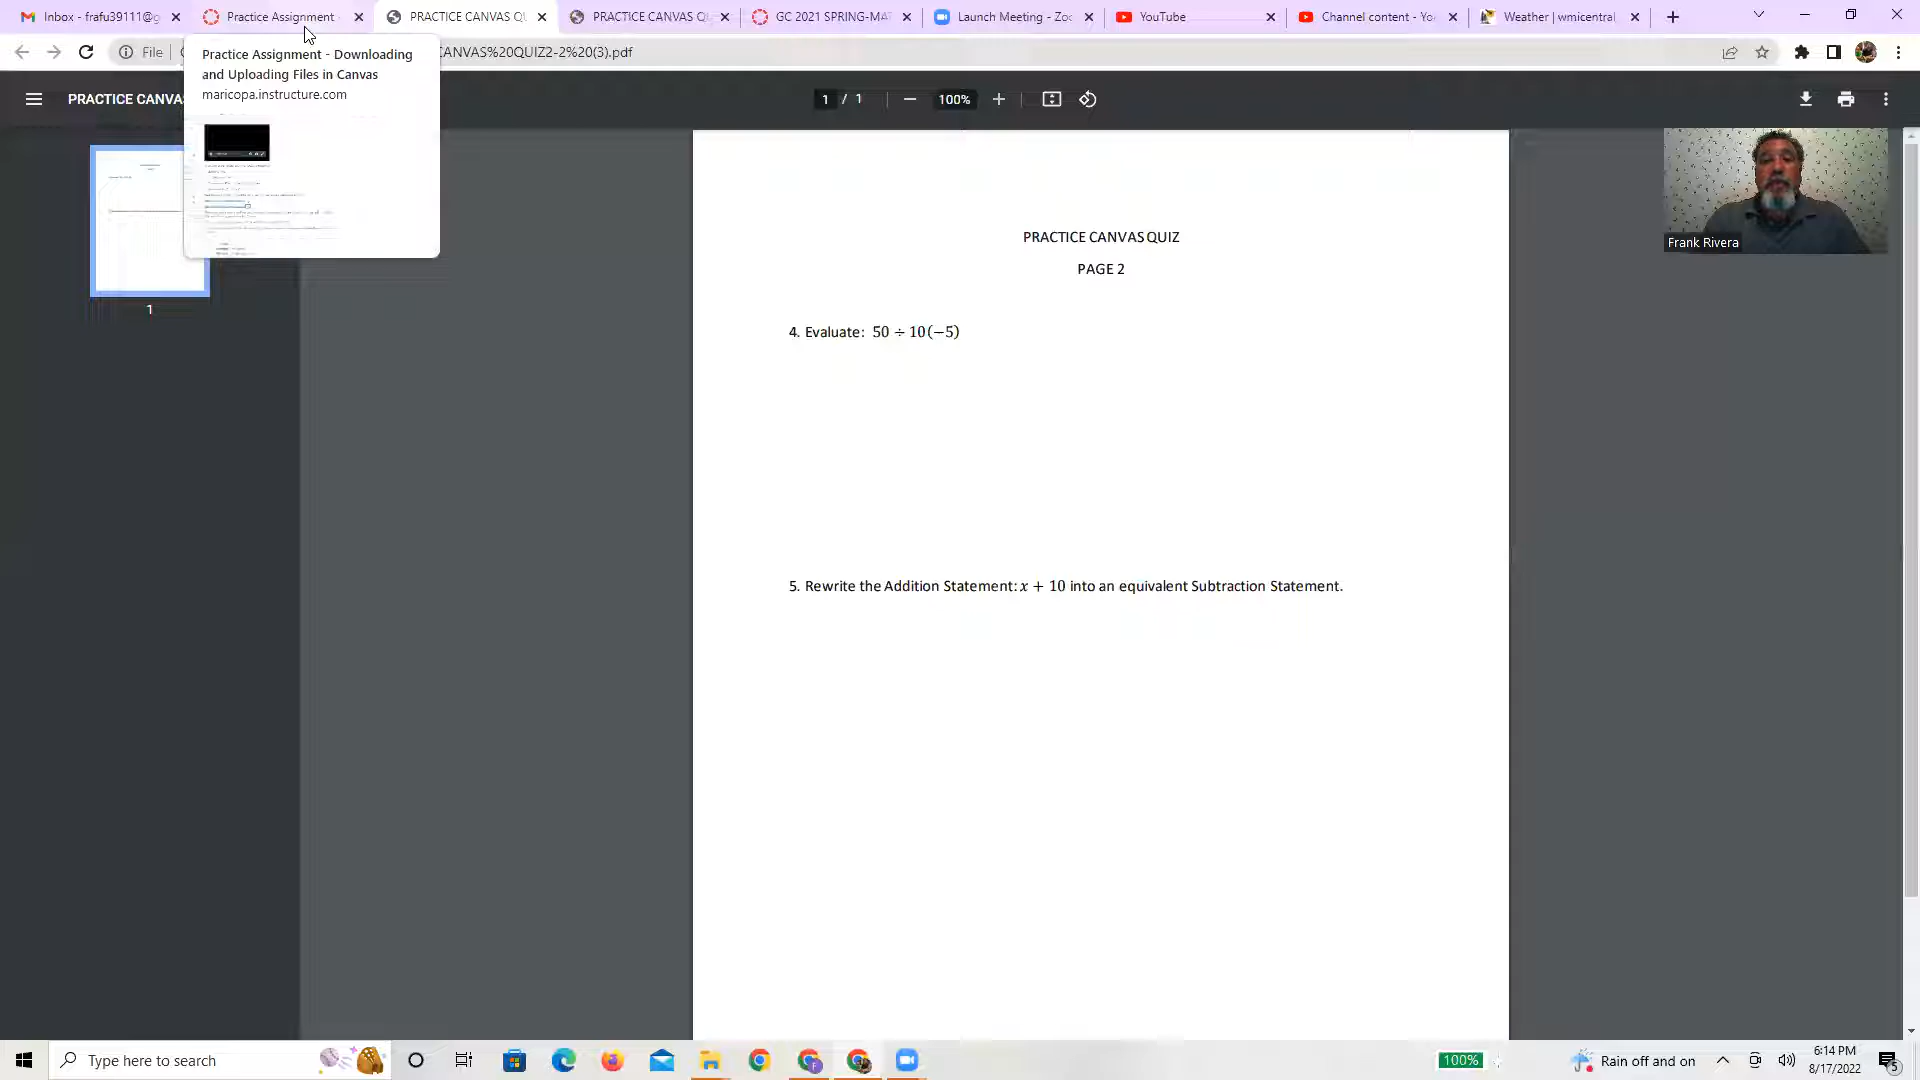 Inbox - frafu39111@g
Practice Assignment -
PRACTICE CANVAS QU
PRACTICE CANVAS QU
GC 2021 SPRING-MAT
Launch Meeting - Zoo
YouTube
Channel content - Yo
Weather | wmicentral
File
CANVAS%20QUIZ2-2%20(3).pdf
Practice Assignment - Downloading
and Uploading Files in Canvas
maricopa.instructure.com
PRACTICE CANVAS
1 / 1
100%
1
Frank Rivera
PRACTICE CANVAS QUIZ
PAGE 2
4. Evaluate: 50 ÷ 10(−5)
5. Rewrite the Addition Statement: x + 10 into an equivalent Subtraction Statement.
Type here to search
100%
Rain off and on
6:14 PM
8/17/2022
5